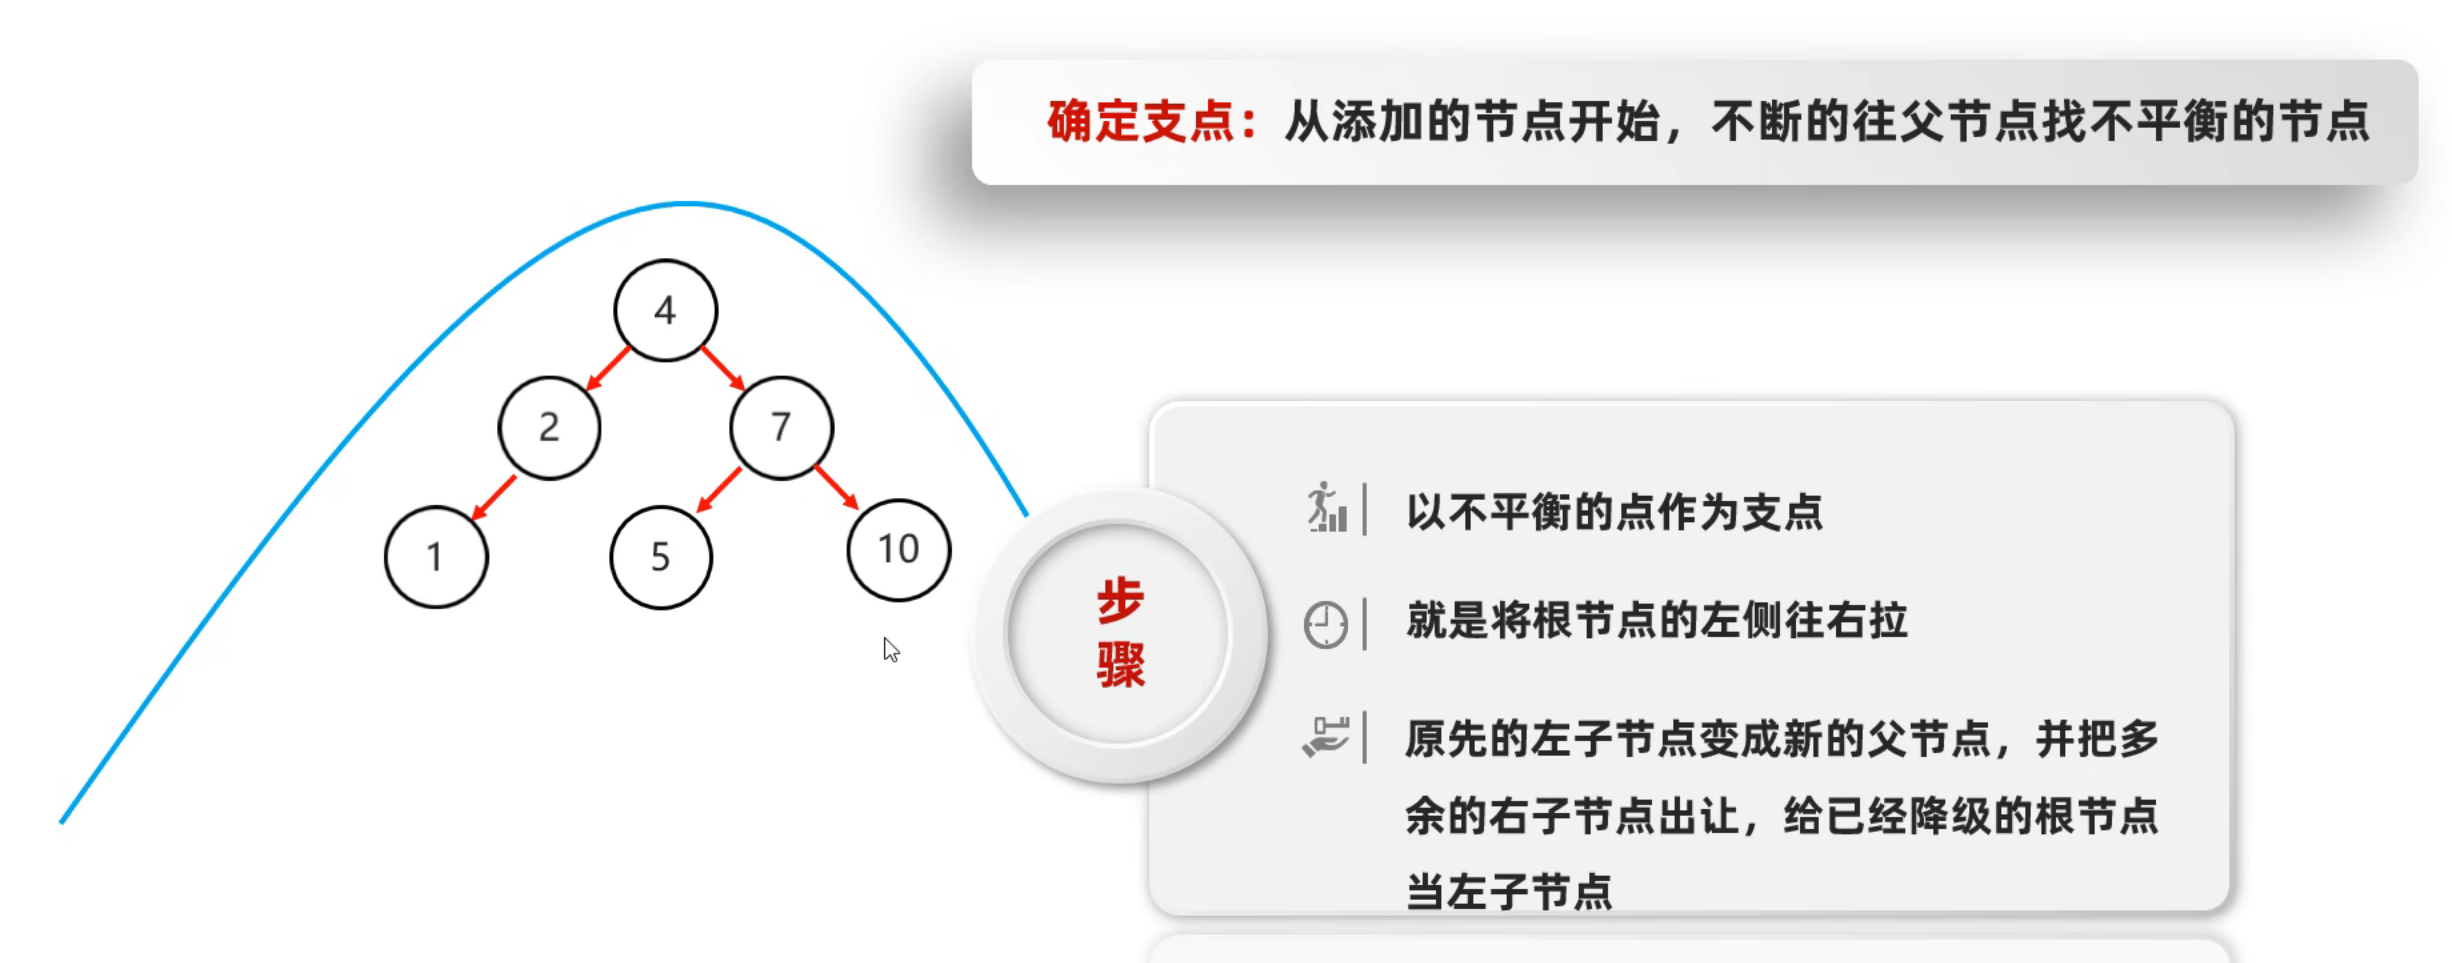 确定支点：从添加的节点开始，不断的往父节点找不平衡的节点
4
2
7
1
5
10
步
骤
以不平衡的点作为支点
就是将根节点的左侧往右拉
原先的左子节点变成新的父节点，并把多
余的右子节点出让，给已经降级的根节点
当左子节点